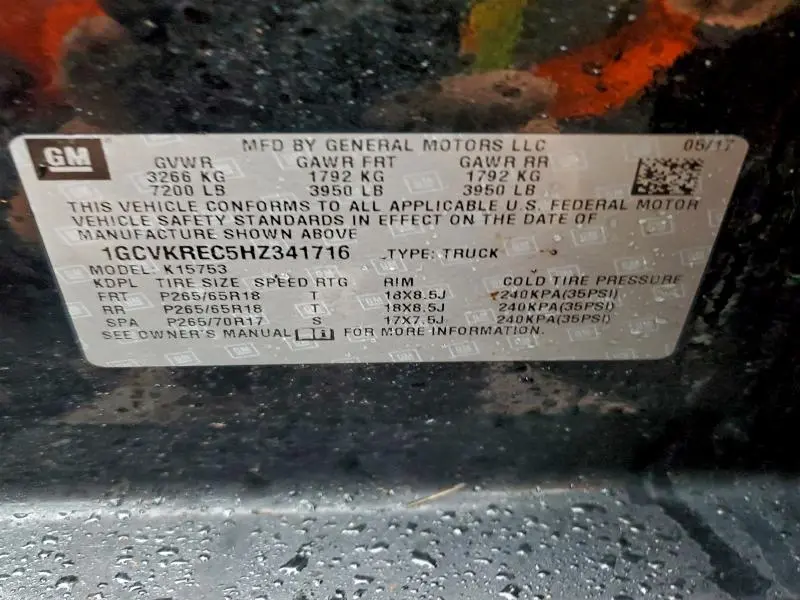 GM MFD BY GENERAL MOTORS LLC 05/17
GVWR GAWR FRT GAWR RR
3266 KG 1792 KG 1792 KG
7200 LB 3950 LB 3950 LB
THIS VEHICLE CONFORMS TO ALL APPLICABLE U.S. FEDERAL MOTOR
VEHICLE SAFETY STANDARDS IN EFFECT ON THE DATE OF
MANUFACTURE SHOWN ABOVE
1GCVKREC5HZ341716 TYPE: TRUCK
MODEL: K15753
KDPL TIRE SIZE SPEED RTG RIM COLD TIRE PRESSURE
FRT P265/65R18 T 18X8.5J 240KPA(35PSI)
RR P265/65R18 T 18X8.5J 240KPA(35PSI)
SPA P265/70R17 S 17X7.5J 240KPA(35PSI)
SEE OWNER'S MANUAL FOR MORE INFORMATION.